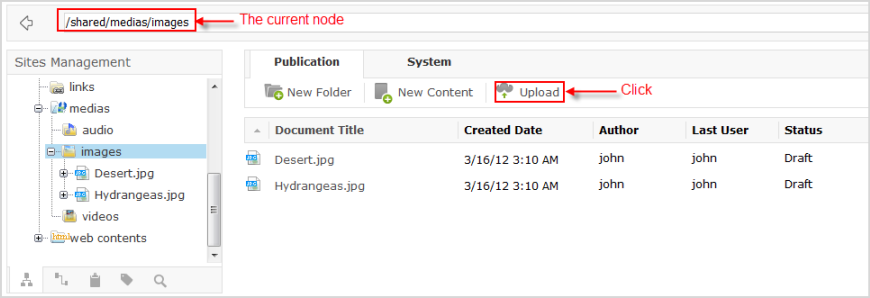 /shared/medias/images The current node
Sites Management
links
medias
audio
images
Desert.jpg
Hydrangeas.jpg
videos
web contents
Publication System
New Folder New Content Upload Click
Document Title Created Date Author Last User Status
Desert.jpg 3/16/12 3:10 AM john john Draft
Hydrangeas.jpg 3/16/12 3:10 AM john john Draft